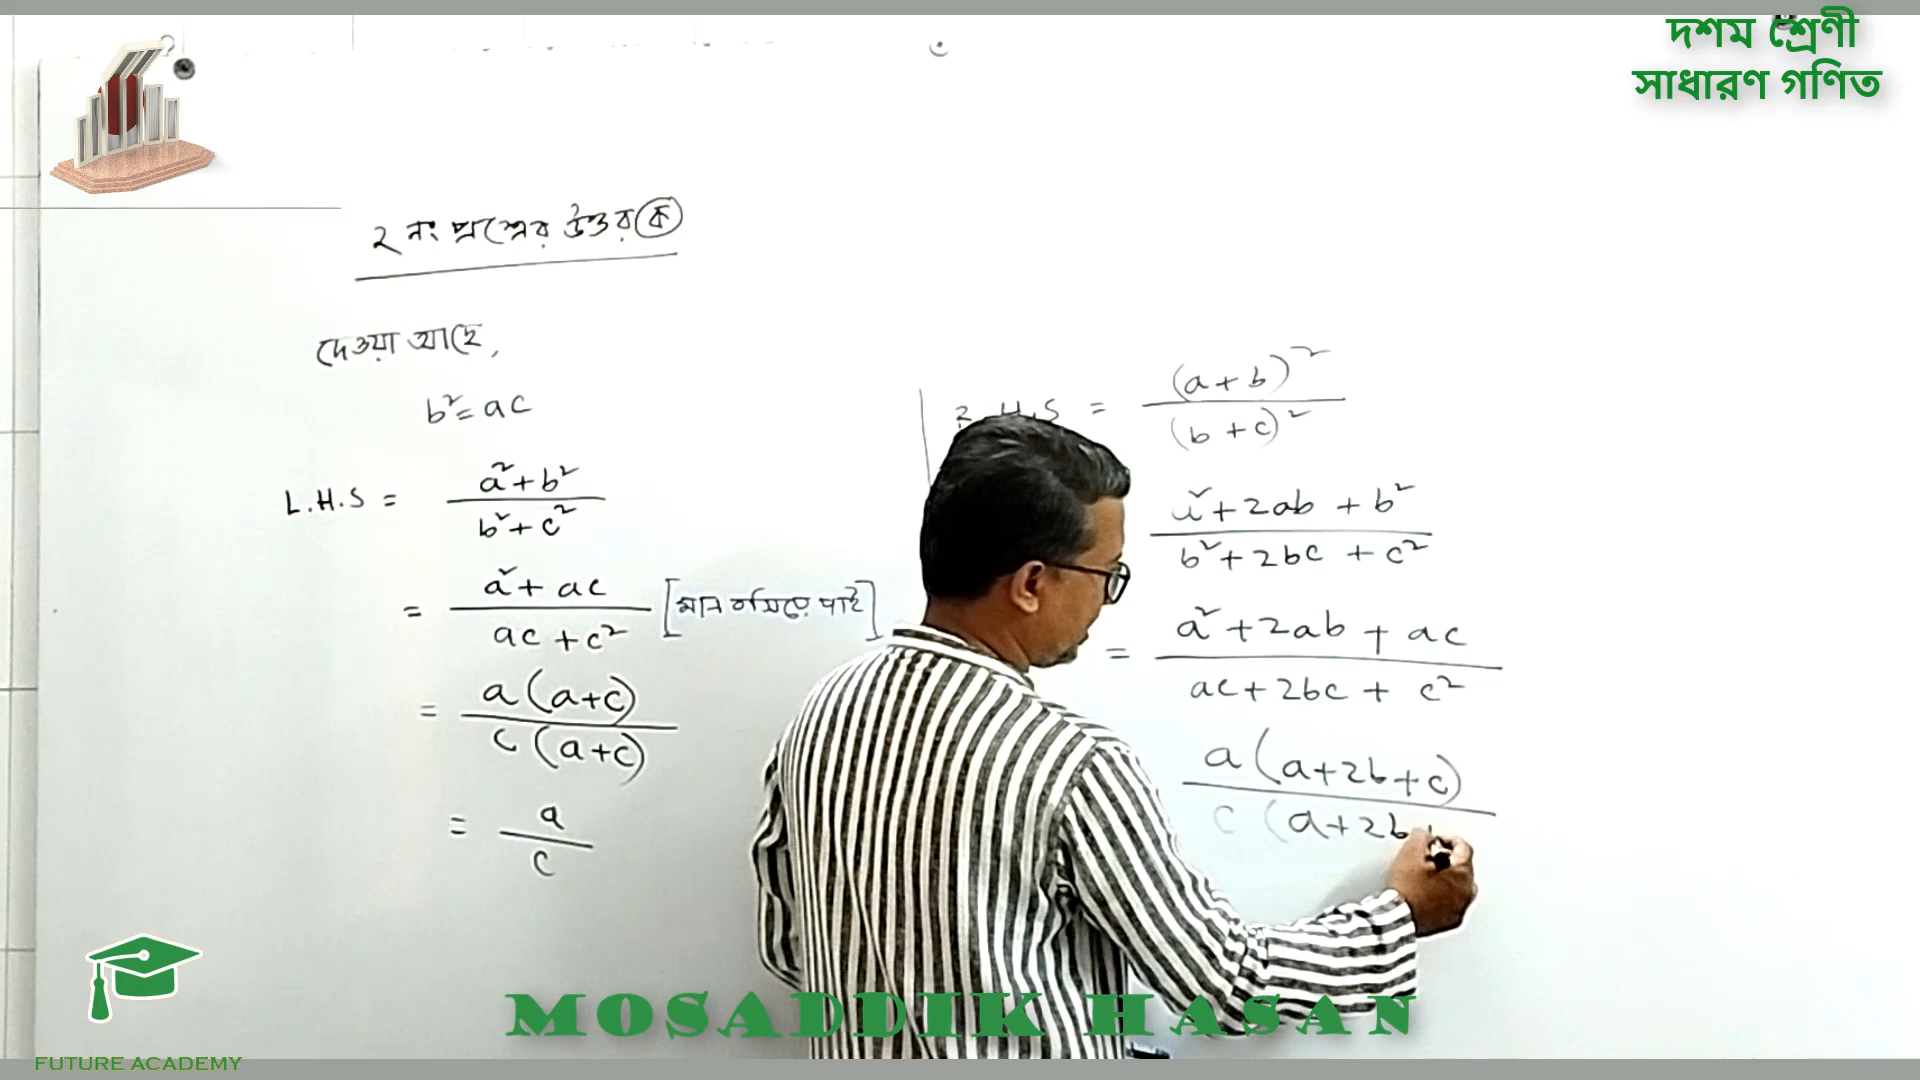 দশম শ্রেণী
সাধারণ গণিত
২ নং প্রশ্নের উত্তর (ক)
দেওয়া আছে,
b² = ac
L.H.S = (a² + b²) / (b² + c²)
= (a² + ac) / (ac + c²) [মান বসিয়ে পাই]
= a (a+c) / c (a+c)
= a / c
R.H.S = (a + b)² / (b + c)²
a² + 2ab + b² / b² + 2bc + c²
= a² + 2ab + ac / ac + 2bc + c²
a (a+2b+c) / c (a+2b+
MOSADDIK HASAN
FUTURE ACADEMY